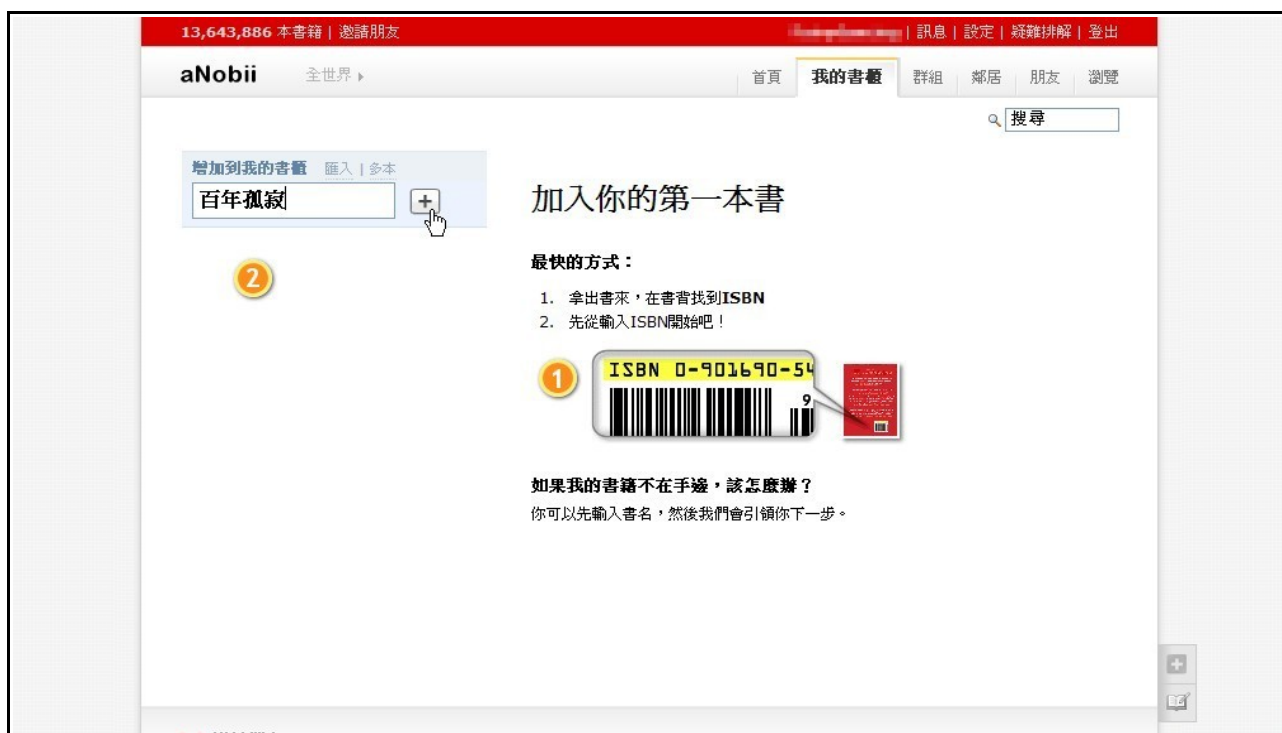 13,643,886 本書籍 | 邀請朋友
| 訊息 | 設定 | 疑難排解 | 登出
aNobii 全世界
首頁 我的書櫃 群組 鄰居 朋友 瀏覽
搜尋
增加到我的書籤 匯入 | 多本
百年孤寂
加入你的第一本書
2
最快的方式：
1. 拿出書來，在書背找到ISBN
2. 先從輸入ISBN開始吧！
1
ISBN 0-901690-54
9
如果我的書籍不在手邊，該怎麼辦？
你可以先輸入書名，然後我們會引領你下一步。